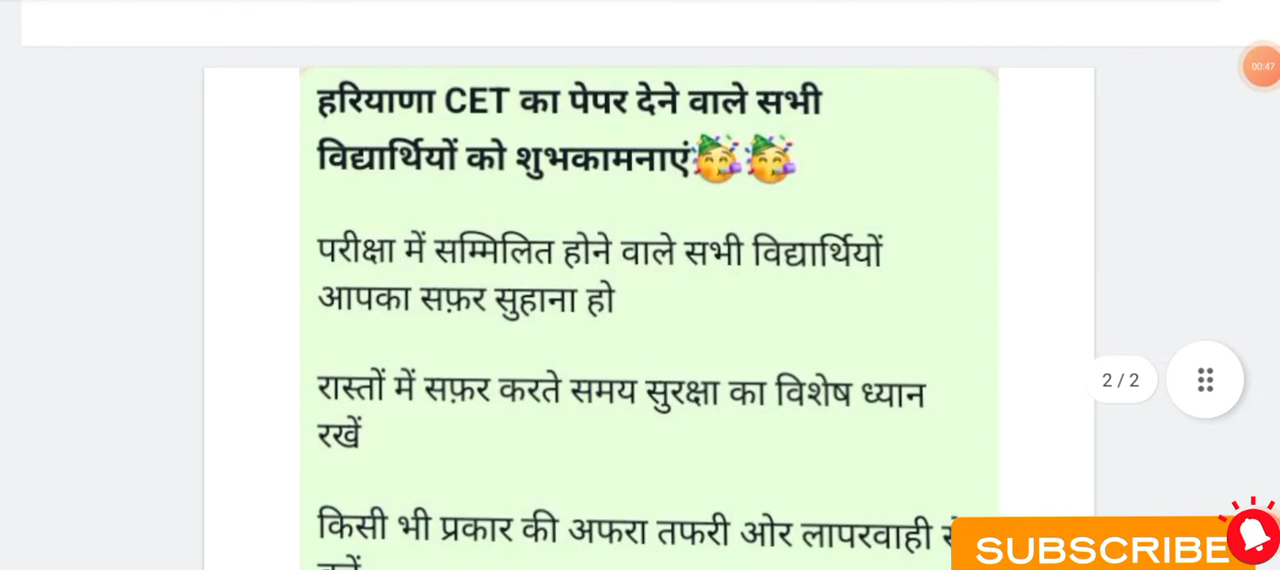 हरियाणा CET का पेपर देने वाले सभी
विद्यार्थियों को शुभकामनाएं🥳🥳
परीक्षा में सम्मिलित होने वाले सभी विद्यार्थियों
आपका सफ़र सुहाना हो
रास्तों में सफ़र करते समय सुरक्षा का विशेष ध्यान
रखें
किसी भी प्रकार की अफरा तफरी ओर लापरवाही
00:47
2 / 2
SUBSCRIBE